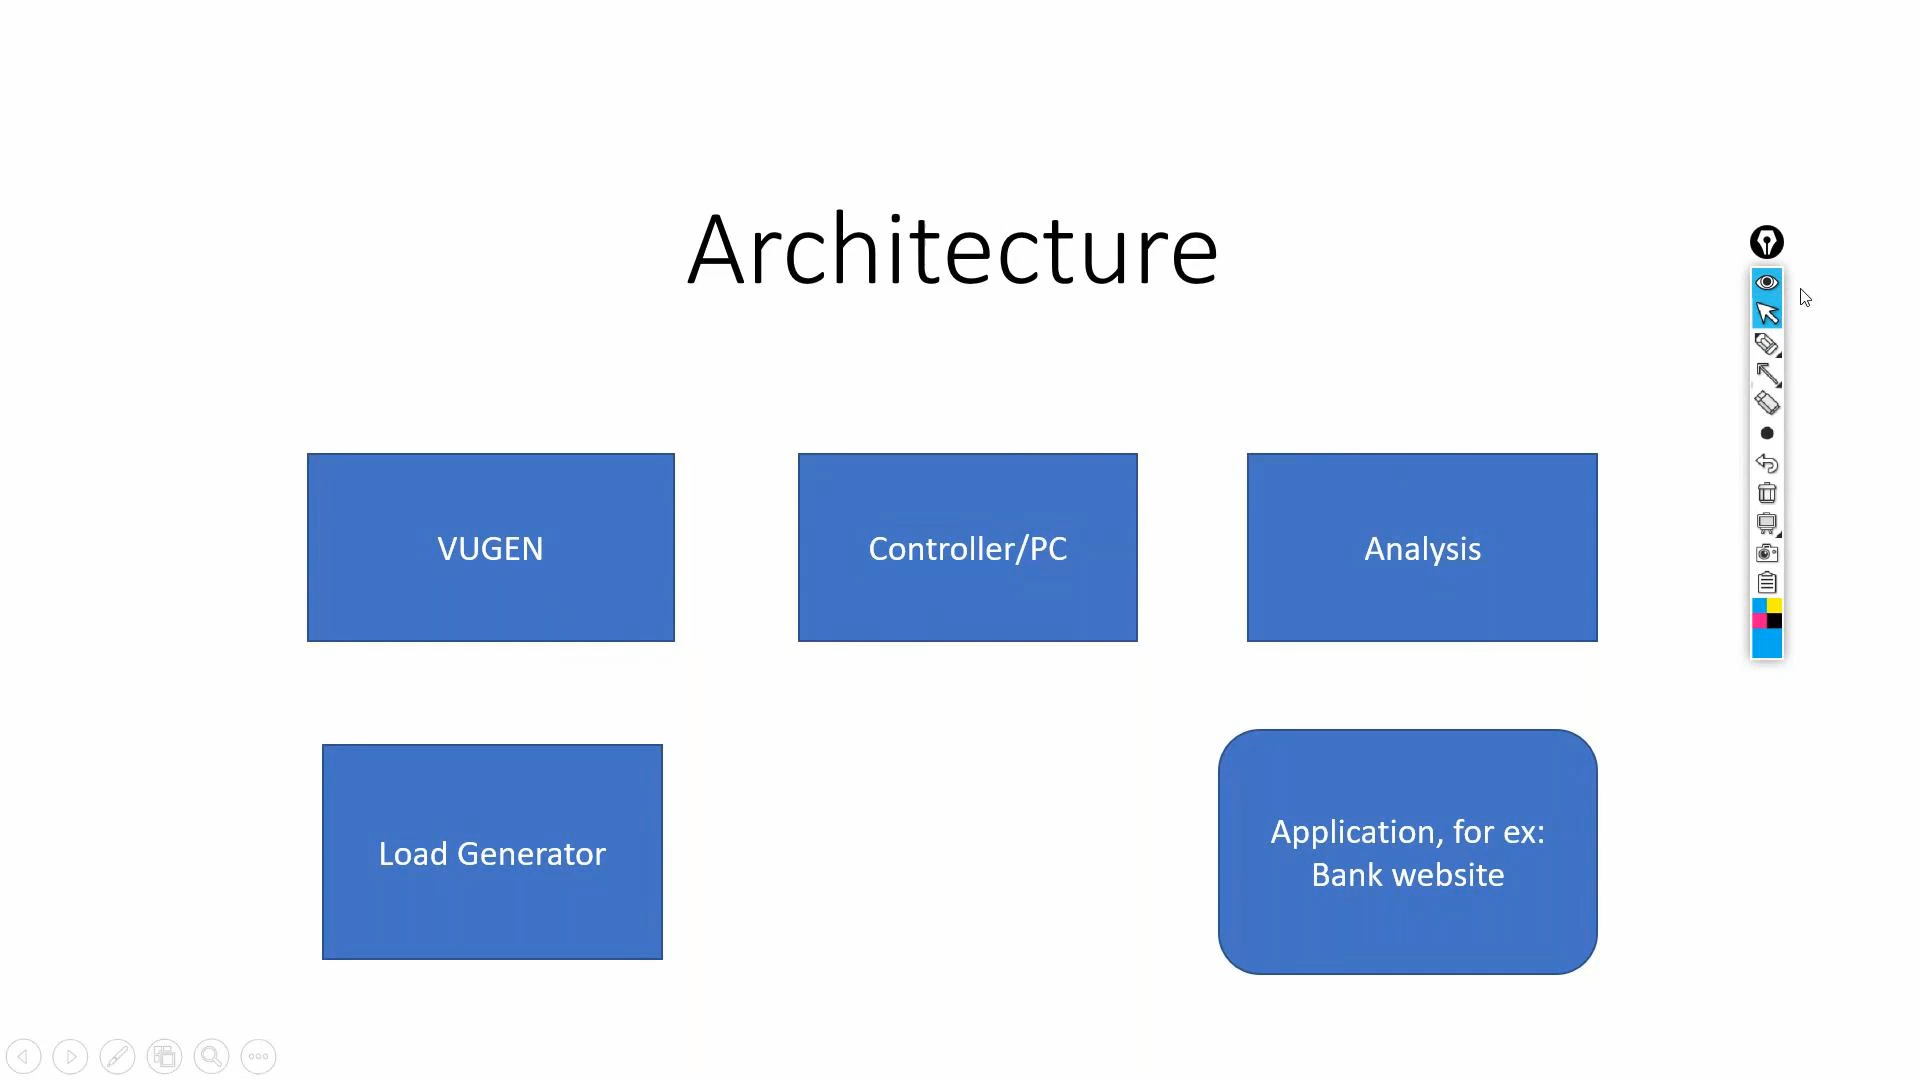 Architecture
VUGEN
Controller/PC
Analysis
Load Generator
Application, for ex:
Bank website